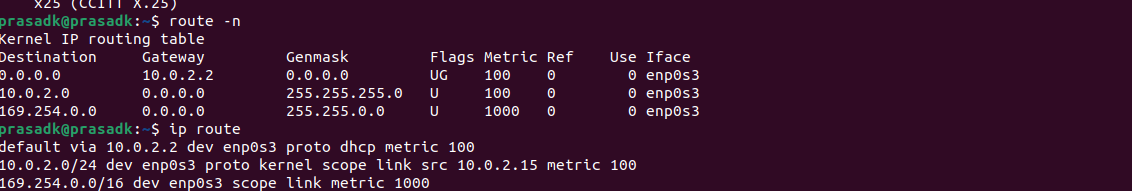 x25 (CCITT X.25)
prasadk@prasadk:~$ route -n
Kernel IP routing table
Destination     Gateway         Genmask         Flags Metric Ref    Use Iface
0.0.0.0         10.0.2.2        0.0.0.0         UG    100    0        0 enp0s3
10.0.2.0        0.0.0.0         255.255.255.0   U     100    0        0 enp0s3
169.254.0.0     0.0.0.0         255.255.0.0     U     1000   0        0 enp0s3
prasadk@prasadk:~$ ip route
default via 10.0.2.2 dev enp0s3 proto dhcp metric 100
10.0.2.0/24 dev enp0s3 proto kernel scope link src 10.0.2.15 metric 100
169.254.0.0/16 dev enp0s3 scope link metric 1000